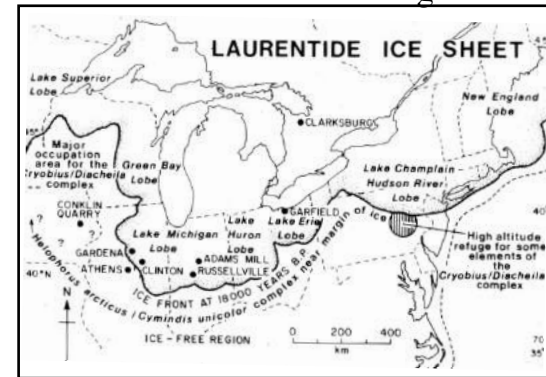 LAURENTIDE ICE SHEET
Lake Superior
Lobe
New England
Lobe
CLARKSBURG
45°
Major
occupation
area for the
Cryobius/Diacheila
complex
Green Bay
Lobe
Lake Champlain
Hudson River
Lobe
CONKLIN
QUARRY
?
?
?
Lake Michigan
Lobe
Lake
Huron
Lobe
Lake Erie
Lobe
GARFIELD
40°
High altitude
refuge for some
elements of
the
Cryobius/Diacheila
complex
GARDENA
ATHENS
CLINTON
ADAMS MILL
RUSSELLVILLE
40°N
ICE FRONT AT 18000 YEARS B.P.
Helophorus arcticus / Cymindis unicolor complex near margin of ice
N
ICE-FREE REGION
0 200 400
km
70
35°